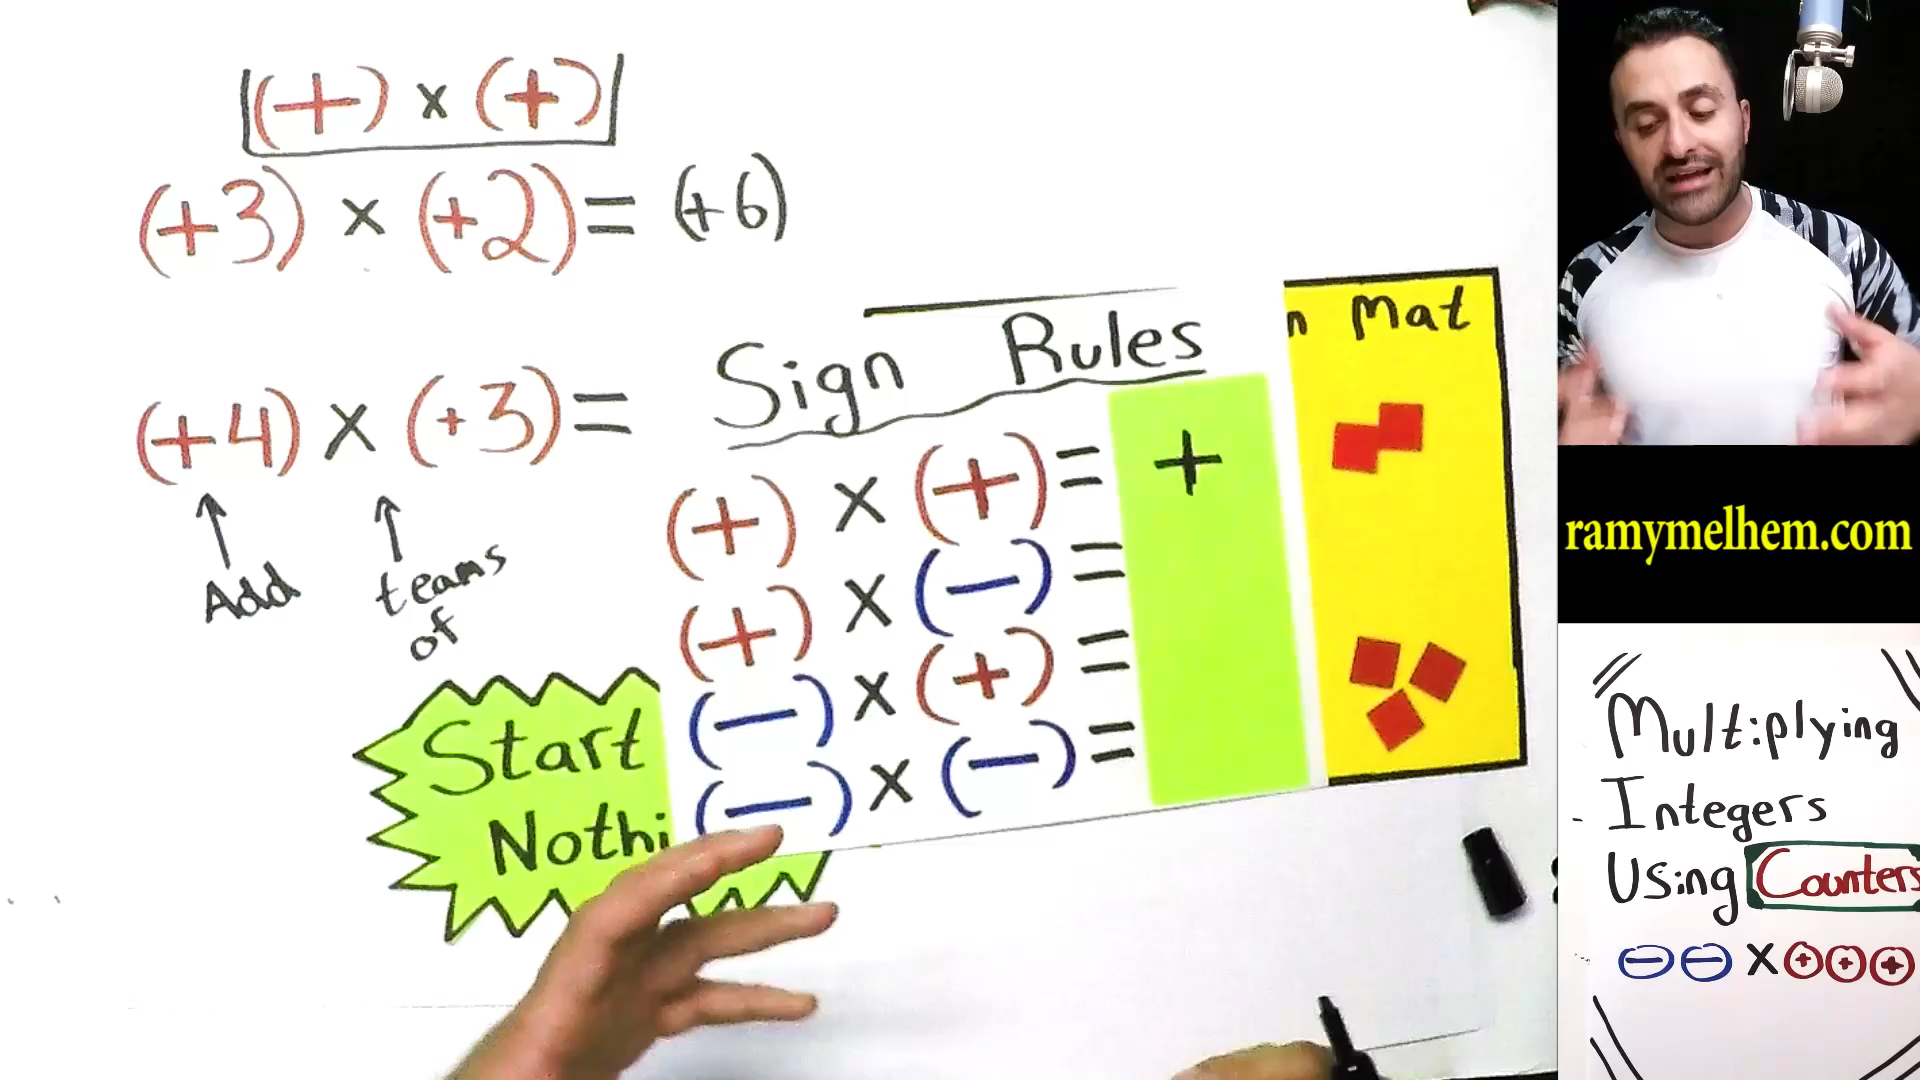 (+) x (+)
(+3) x (+2) = (+6)
(+4) x (+3) =
Add
teams
of
Start
Nothi
Sign Rules
(+) x (+) = +
(+) x (−) =
(−) x (+) =
(−) x (−) =
n Mat
ramymelhem.com
Multiplying
Integers
Using Counters
− − x + + +